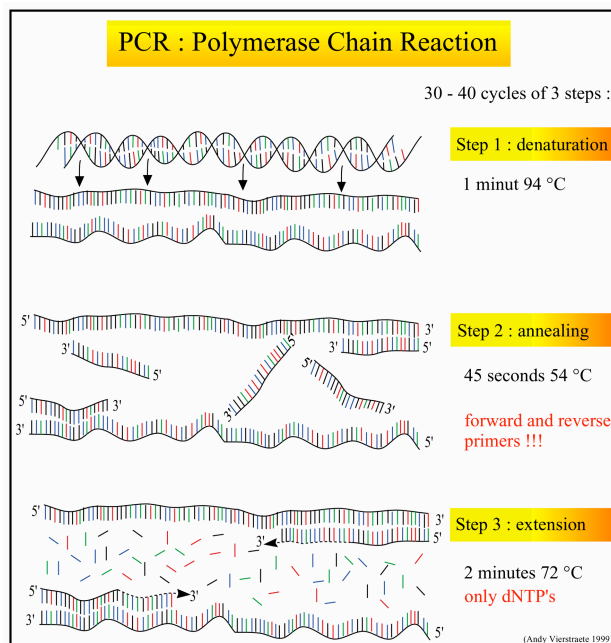 PCR : Polymerase Chain Reaction
30 - 40 cycles of 3 steps :
Step 1 : denaturation
1 minut 94 °C
Step 2 : annealing
45 seconds 54 °C
forward and reverse
primers !!!
5'
3'
3'
5'
5'
3'
5'
3'
5'
3'
5'
3'
3'
5'
Step 3 : extension
2 minutes 72 °C
only dNTP's
5'
3'
3'
5'
5'
3'
3'
5'
(Andy Vierstraete 1999